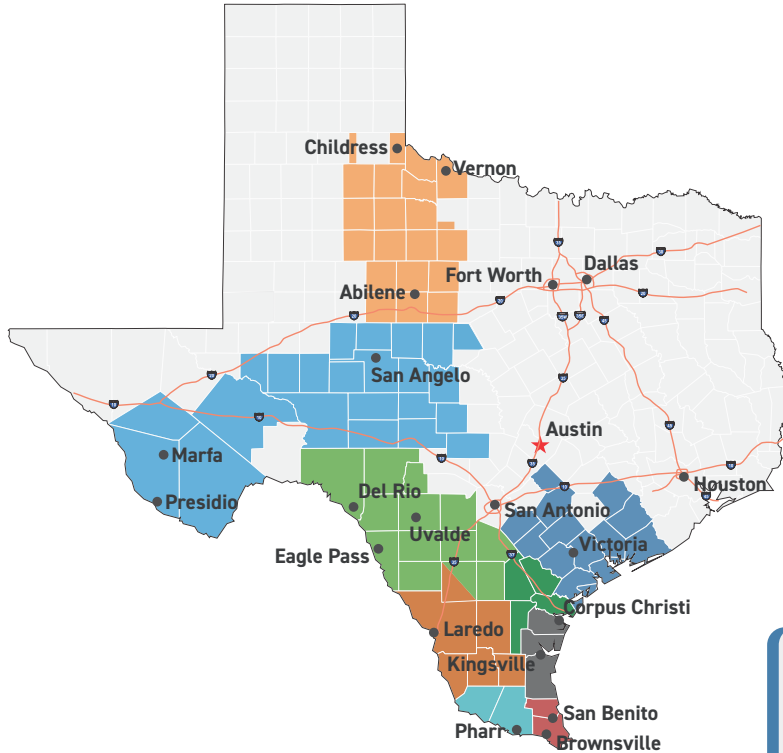 Childress
Vernon
Fort Worth
Dallas
Abilene
San Angelo
Austin
Marfa
Houston
Del Rio
San Antonio
Presidio
Uvalde
Victoria
Eagle Pass
Corpus Christi
Laredo
Kingsville
San Benito
Pharr
Brownsville